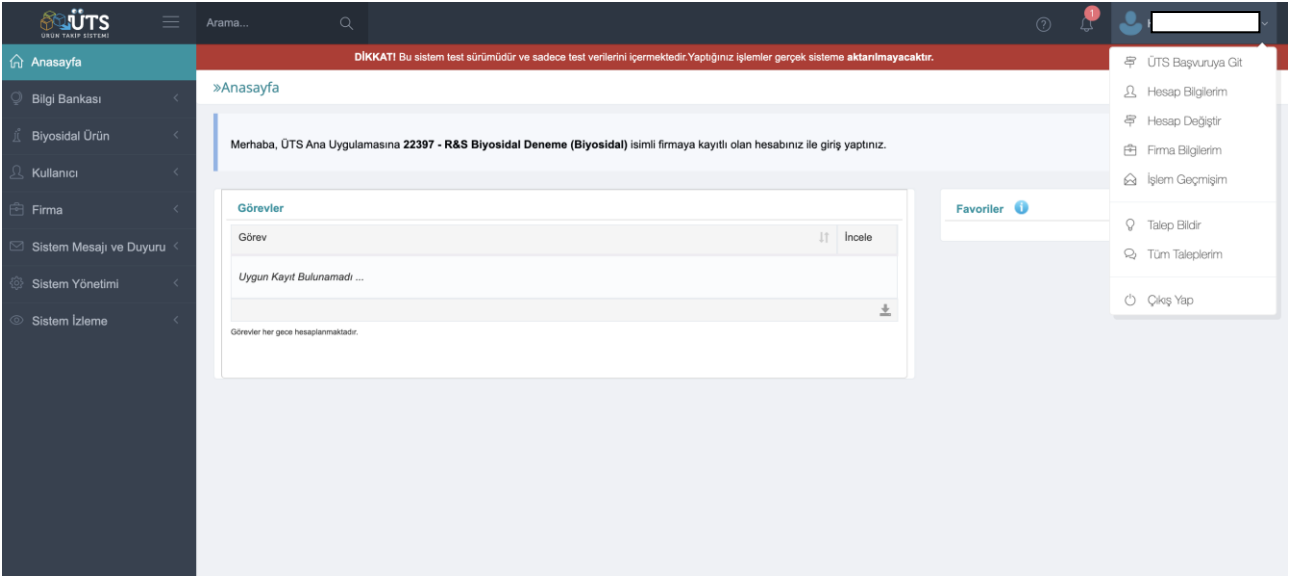 ÜTS
ÜRÜN TAKİP SİSTEMİ
Arama...
1
DİKKAT! Bu sistem test sürümüdür ve sadece test verilerini içermektedir.Yaptığınız işlemler gerçek sisteme aktarılmayacaktır.
Anasayfa
Bilgi Bankası
Biyosidal Ürün
Kullanıcı
Firma
Sistem Mesajı ve Duyuru
Sistem Yönetimi
Sistem İzleme
»Anasayfa
Merhaba, ÜTS Ana Uygulamasına 22397 - R&S Biyosidal Deneme (Biyosidal) isimli firmaya kayıtlı olan hesabınız ile giriş yaptınız.
Görevler
Görev
İncele
Uygun Kayıt Bulunamadı ...
Görevler her gece hesaplanmaktadır.
Favoriler
ÜTS Başvuruya Git
Hesap Bilgilerim
Hesap Değiştir
Firma Bilgilerim
İşlem Geçmişim
Talep Bildir
Tüm Taleplerim
Çıkış Yap